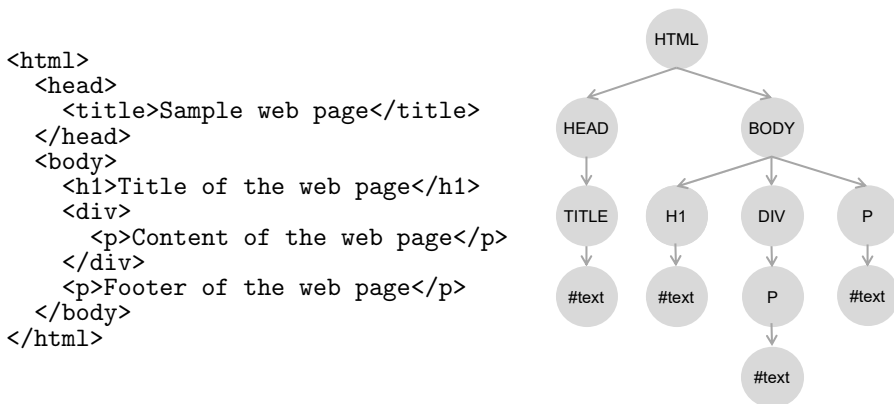 <html>
  <head>
    <title>Sample web page</title>
  </head>
  <body>
    <h1>Title of the web page</h1>
    <div>
      <p>Content of the web page</p>
    </div>
    <p>Footer of the web page</p>
  </body>
</html>
HTML
HEAD BODY
TITLE H1 DIV P
#text #text P #text
#text